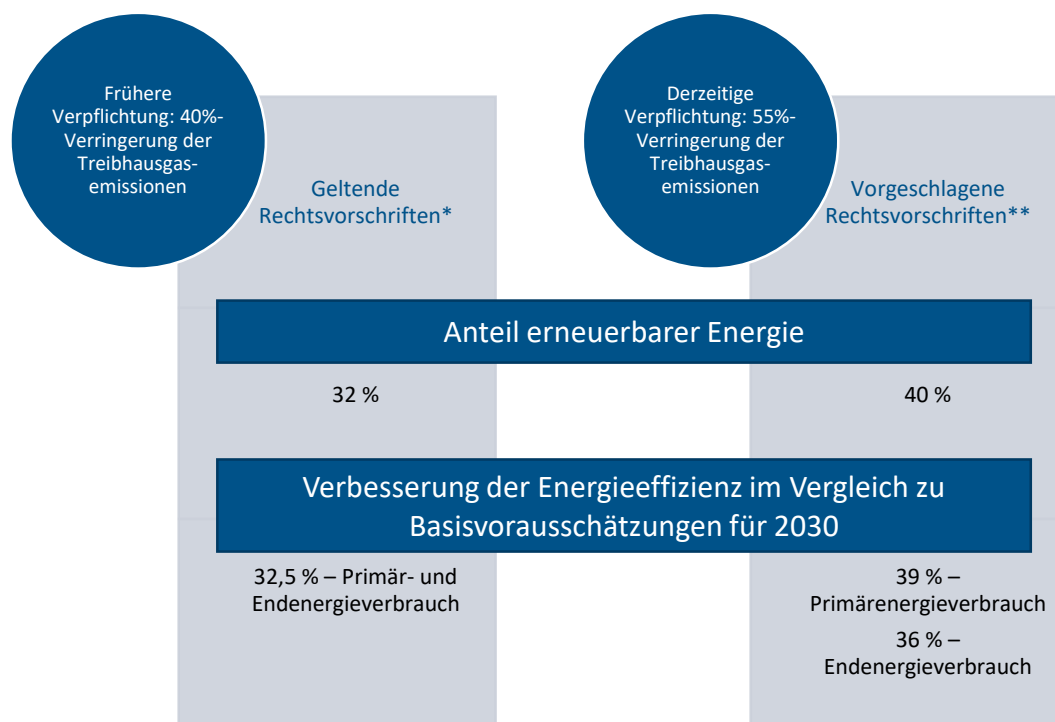 Frühere
Verpflichtung: 40%-
Verringerung der
Treibhausgas-
emissionen
Geltende
Rechtsvorschriften*
Derzeitige
Verpflichtung: 55%-
Verringerung der
Treibhausgas-
emissionen
Vorgeschlagene
Rechtsvorschriften**
Anteil erneuerbarer Energie
32 %
40 %
Verbesserung der Energieeffizienz im Vergleich zu
Basisvorausschätzungen für 2030
32,5 % – Primär- und
Endenergieverbrauch
39 % –
Primärenergieverbrauch
36 % –
Endenergieverbrauch